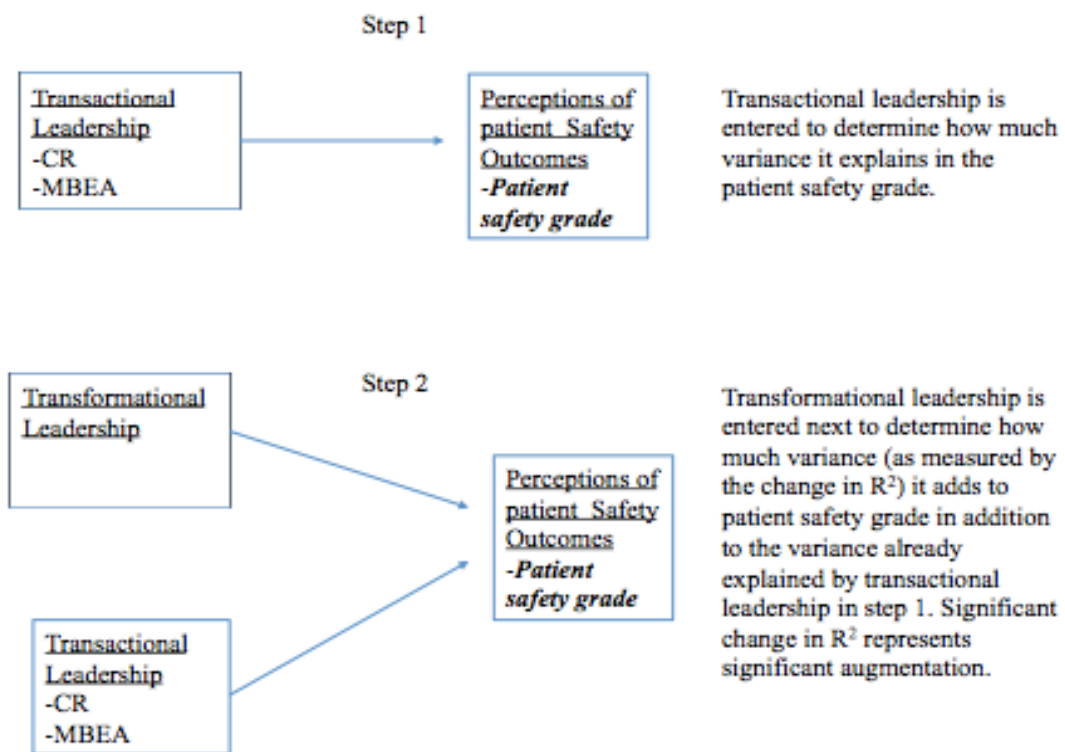 Step 1
Transactional
Leadership
-CR
-MBEA
Perceptions of
patient Safety
Outcomes
-Patient
safety grade
Transactional leadership is
entered to determine how much
variance it explains in the
patient safety grade.
Step 2
Transformational
Leadership
Perceptions of
patient Safety
Outcomes
-Patient
safety grade
Transactional
Leadership
-CR
-MBEA
Transformational leadership is
entered next to determine how
much variance (as measured by
the change in R²) it adds to
patient safety grade in addition
to the variance already
explained by transactional
leadership in step 1. Significant
change in R² represents
significant augmentation.